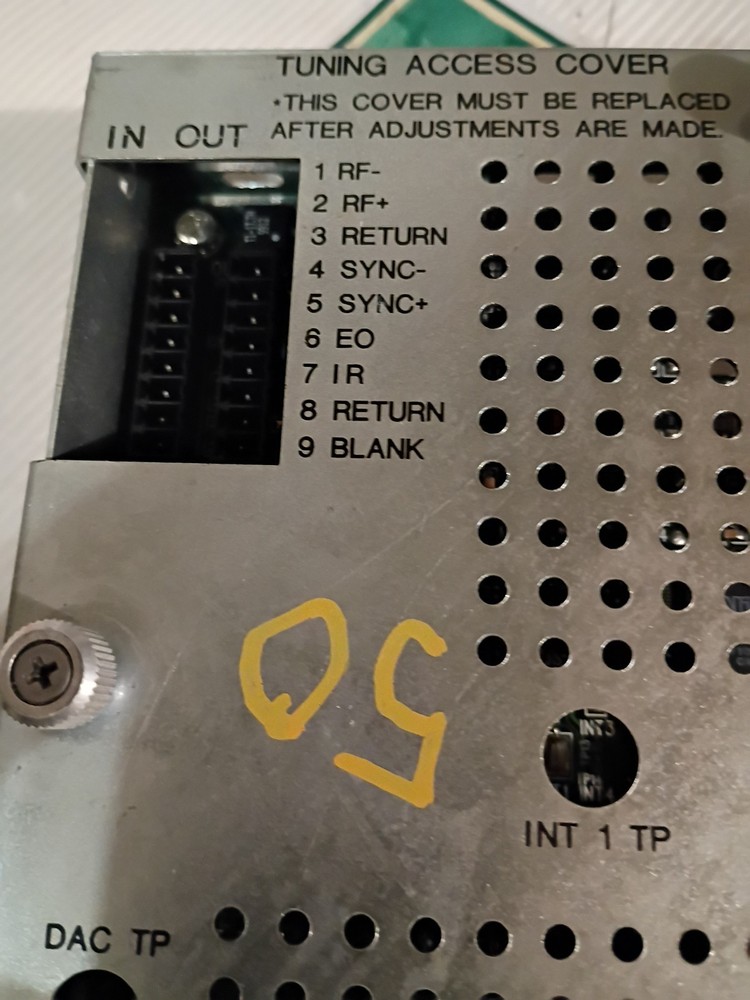 TUNING ACCESS COVER
•THIS COVER MUST BE REPLACED
AFTER ADJUSTMENTS ARE MADE.
IN OUT
1 RF-
2 RF+
3 RETURN
4 SYNC-
5 SYNC+
6 EO
7 IR
8 RETURN
9 BLANK
50
INT3
INT4
INT 1 TP
DAC TP